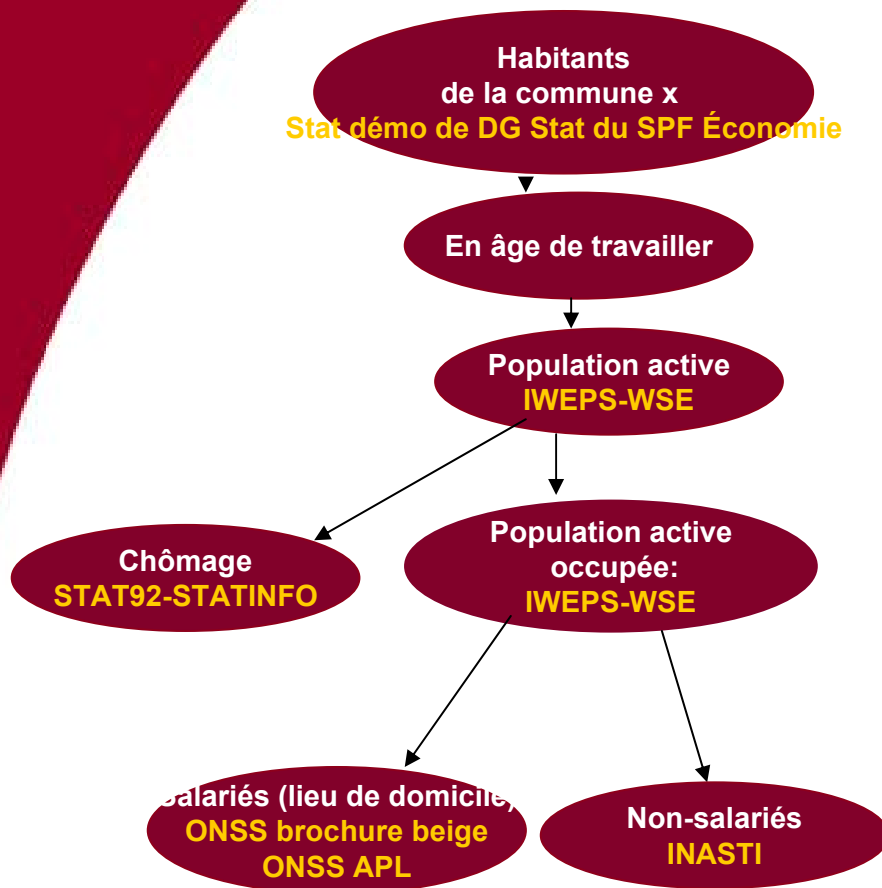 Habitants
de la commune x
Stat démo de DG Stat du SPF Économie
En âge de travailler
Population active
IWEPS-WSE
Chômage
STAT92-STATINFO
Population active
occupée:
IWEPS-WSE
Salariés (lieu de domicile)
ONSS brochure beige
ONSS APL
Non-salariés
INASTI